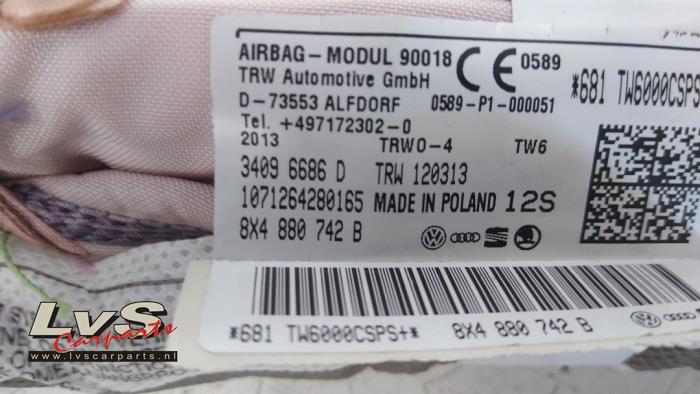 AIRBAG-MODUL 90018 CE 0589
TRW Automotive GmbH
D-73553 ALFDORF 0589-P1-000051
Tel. +497172302-0
2013 TRWO-4 TW6
3409 6686 D TRW 120313
1071264280165 MADE IN POLAND 12S
8X4 880 742 B
*681 TW6000CSPS
*681 TW6000CSPS+* 8X4 880 742 B
LvS
Carparts
www.lvscarparts.nl